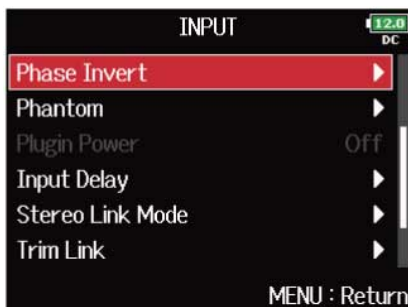 INPUT
12.0
DC
Phase Invert
Phantom
Plugin Power Off
Input Delay
Stereo Link Mode
Trim Link
MENU : Return